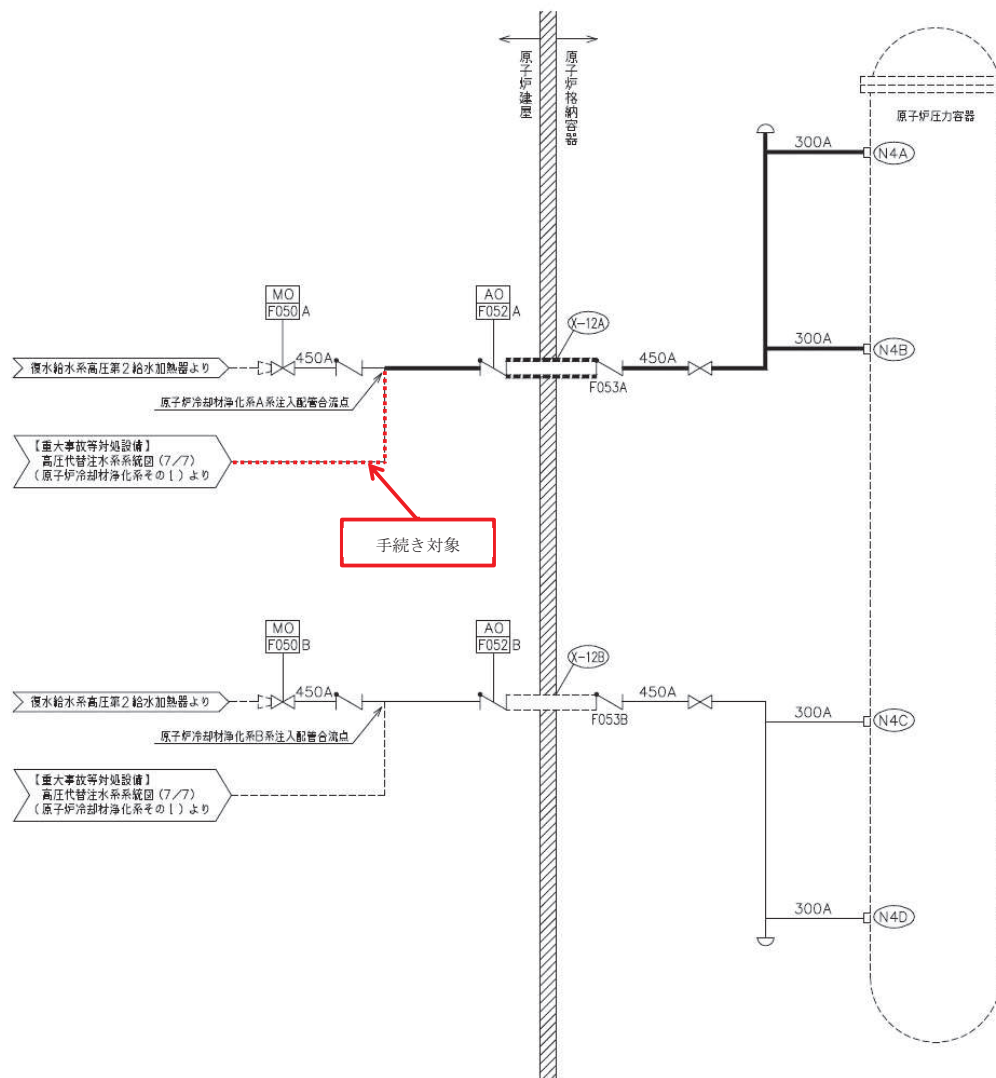 原子炉建屋
原子炉格納容器
原子炉圧力容器
300A
N4A
MO
F050 A
AO
F052 A
X-12A
300A
N4B
復水給水系高圧第2給水加熱器より
450A
450A
F053A
原子炉冷却材浄化系A系注入配管合流点
【重大事故等対処設備】
高圧代替注水系系統図(7/7)
(原子炉冷却材浄化系その1)より
手続き対象
MO
F050 B
AO
F052 B
X-12B
復水給水系高圧第2給水加熱器より
450A
450A
F053B
300A
N4C
原子炉冷却材浄化系B系注入配管合流点
【重大事故等対処設備】
高圧代替注水系系統図(7/7)
(原子炉冷却材浄化系その1)より
300A
N4D